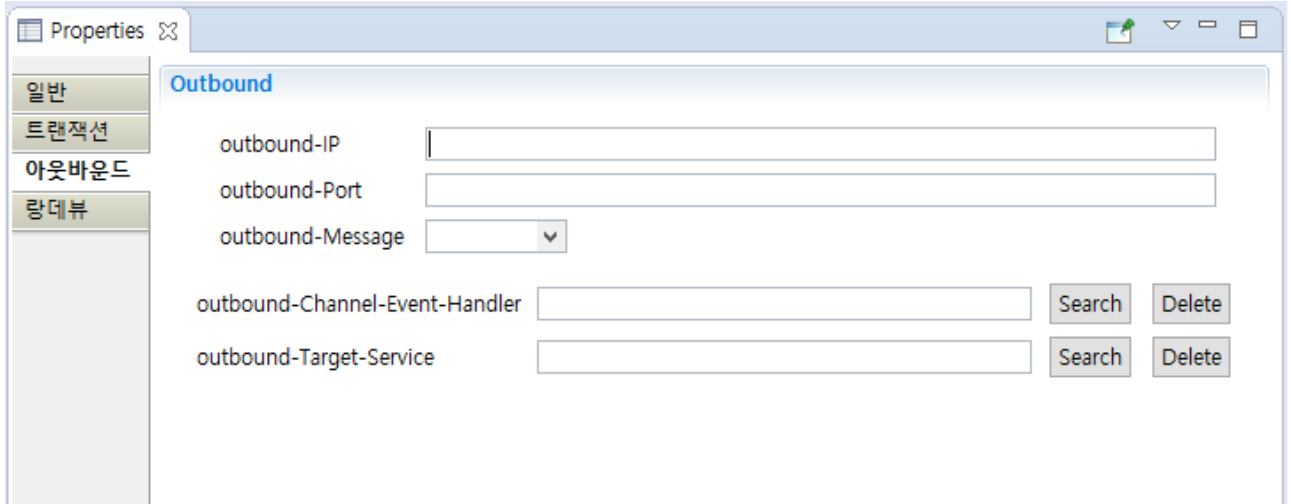 Properties
일반
트랜잭션
아웃바운드
랑데뷰
Outbound
outbound-IP
outbound-Port
outbound-Message
outbound-Channel-Event-Handler Search Delete
outbound-Target-Service Search Delete